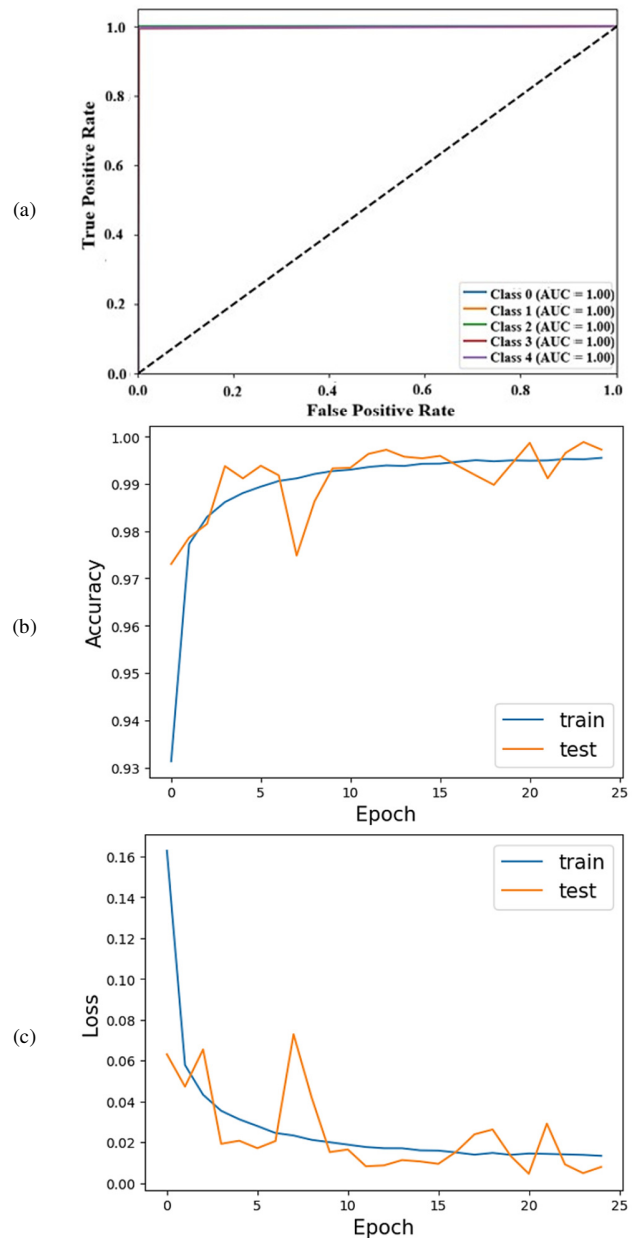 (a)
True Positive Rate
1.0
0.8
0.6
0.4
0.2
0.0
0.0 0.2 0.4 0.6 0.8 1.0
False Positive Rate
Class 0 (AUC = 1.00)
Class 1 (AUC = 1.00)
Class 2 (AUC = 1.00)
Class 3 (AUC = 1.00)
Class 4 (AUC = 1.00)
(b)
Accuracy
1.00
0.99
0.98
0.97
0.96
0.95
0.94
0.93
0 5 10 15 20 25
Epoch
train
test
(c)
Loss
0.16
0.14
0.12
0.10
0.08
0.06
0.04
0.02
0.00
0 5 10 15 20 25
Epoch
train
test